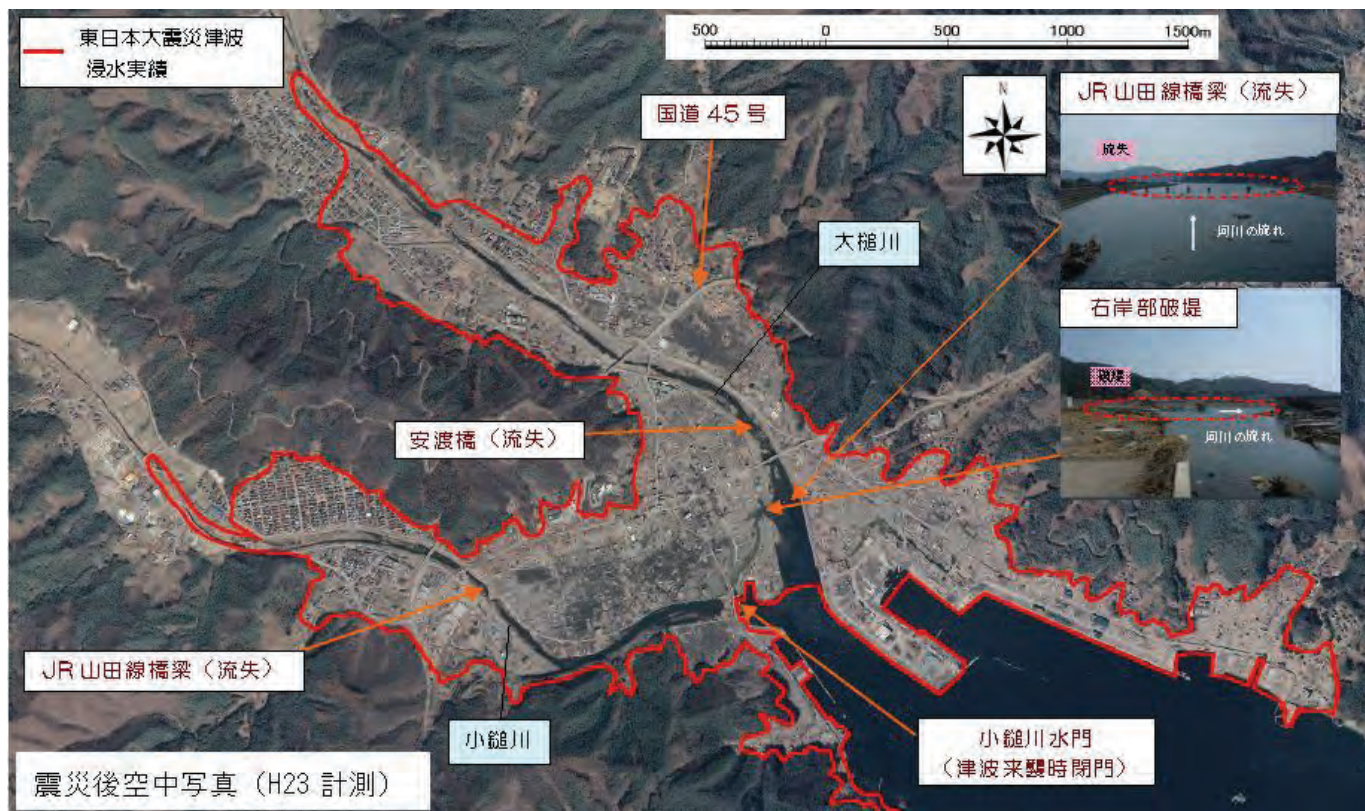 東日本大震災津波
浸水実績
500 0 500 1000 1500m
国道45号
N
JR山田線橋梁（流失）
流失
河川の流れ
大槌川
右岸部破堤
破堤
河川の流れ
安渡橋（流失）
JR山田線橋梁（流失）
小鎚川
小鎚川水門
（津波来襲時閉門）
震災後空中写真（H23計測）